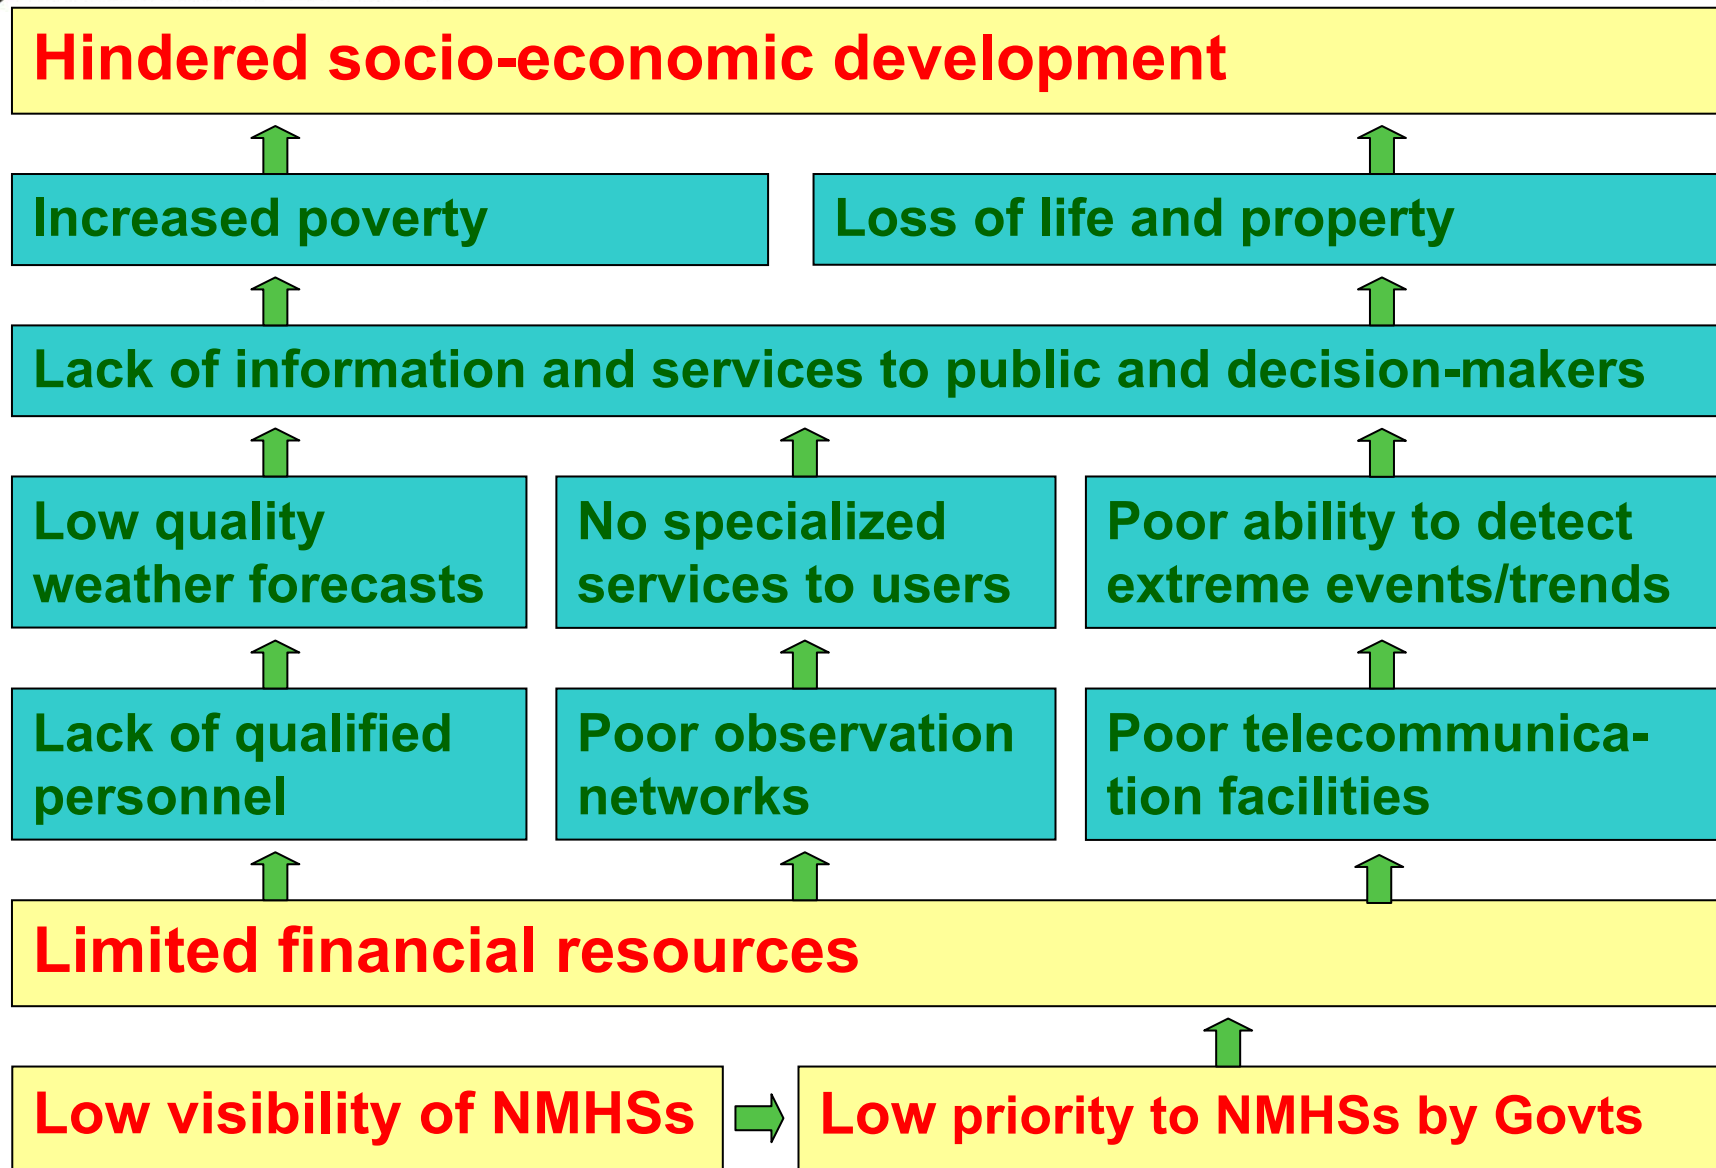 Hindered socio-economic development
Increased poverty
Loss of life and property
Lack of information and services to public and decision-makers
Low quality
weather forecasts
No specialized
services to users
Poor ability to detect
extreme events/trends
Lack of qualified
personnel
Poor observation
networks
Poor telecommunica-
tion facilities
Limited financial resources
Low visibility of NMHSs
Low priority to NMHSs by Govts